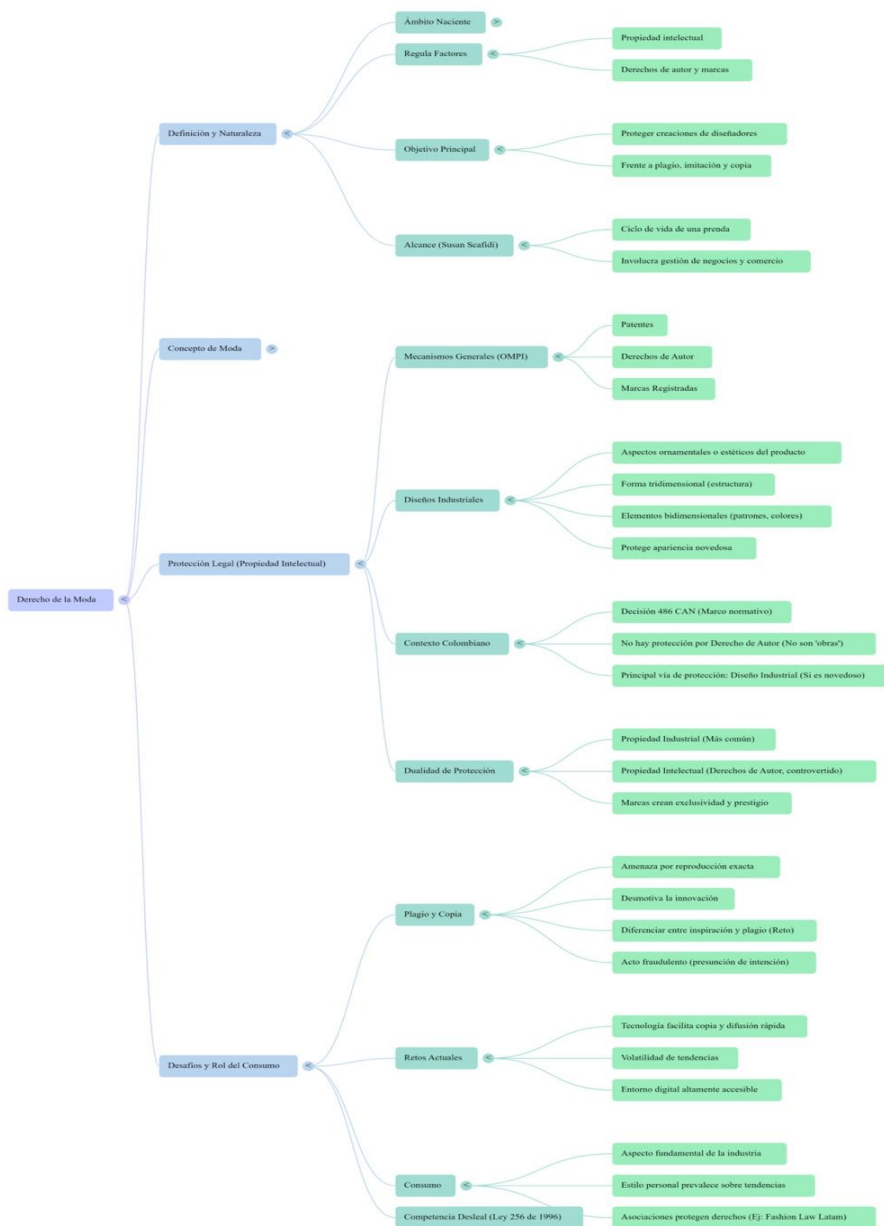 Derecho de la Moda
Definición y Naturaleza
Ámbito Naciente
Regula Factores
Propiedad intelectual
Derechos de autor y marcas
Objetivo Principal
Proteger creaciones de diseñadores
Frente a plagio, imitación y copia
Alcance (Susan Scafidi)
Ciclo de vida de una prenda
Involucra gestión de negocios y comercio
Concepto de Moda
Protección Legal (Propiedad Intelectual)
Mecanismos Generales (OMPI)
Patentes
Derechos de Autor
Marcas Registradas
Diseños Industriales
Aspectos ornamentales o estéticos del producto
Forma tridimensional (estructura)
Elementos bidimensionales (patrones, colores)
Protege apariencia novedosa
Contexto Colombiano
Decisión 486 CAN (Marco normativo)
No hay protección por Derecho de Autor (No son 'obras')
Principal vía de protección: Diseño Industrial (Si es novedoso)
Dualidad de Protección
Propiedad Industrial (Más común)
Propiedad Intelectual (Derechos de Autor, controvertido)
Marcas crean exclusividad y prestigio
Desafíos y Rol del Consumo
Plagio y Copia
Amenaza por reproducción exacta
Desmotiva la innovación
Diferenciar entre inspiración y plagio (Reto)
Acto fraudulento (presunción de intención)
Retos Actuales
Tecnología facilita copia y difusión rápida
Volatilidad de tendencias
Entorno digital altamente accesible
Consumo
Aspecto fundamental de la industria
Estilo personal prevalece sobre tendencias
Asociaciones protegen derechos (Ej: Fashion Law Latam)
Competencia Desleal (Ley 256 de 1996)